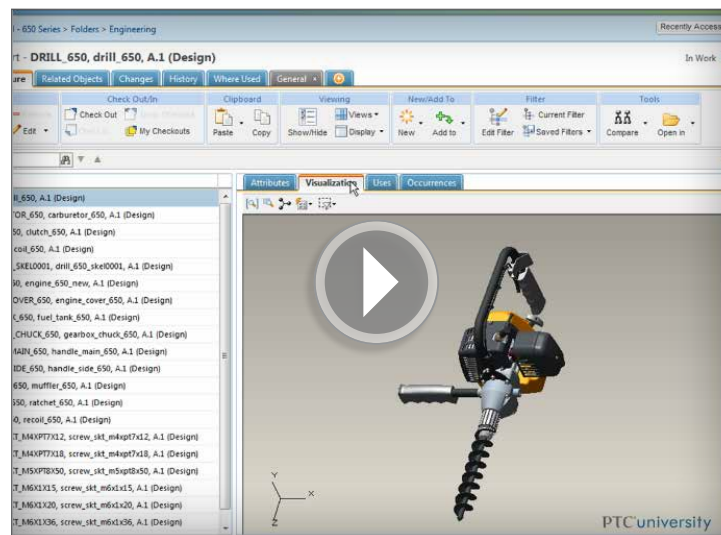 l - 650 Series > Folders > Engineering
Recently Access
rt - DRILL_650, drill_650, A.1 (Design)
In Work
ure Related Objects Changes History Where Used General
Check Out/In Clipboard Viewing New/Add To Filter Tools
Check Out Views Current Filter
Edit My Checkouts Paste Copy Show/Hide Display New Add to Edit Filter Saved Filters Compare Open in
Attributes Visualization Uses Occurrences
ll_650, A.1 (Design)
OR_650, carburetor_650, A.1 (Design)
50, clutch_650, A.1 (Design)
coil_650, A.1 (Design)
_SKEL0001, drill_650_skel0001, A.1 (Design)
50, engine_650_new, A.1 (Design)
OVER_650, engine_cover_650, A.1 (Design)
K_650, fuel_tank_650, A.1 (Design)
_CHUCK_650, gearbox_chuck_650, A.1 (Design)
MAIN_650, handle_main_650, A.1 (Design)
IDE_650, handle_side_650, A.1 (Design)
650, muffler_650, A.1 (Design)
650, ratchet_650, A.1 (Design)
0, recoil_650, A.1 (Design)
T_M4XPT7X12, screw_skt_m4xpt7x12, A.1 (Design)
T_M4XPT7X18, screw_skt_m4xpt7x18, A.1 (Design)
T_M5XPT8X50, screw_skt_m5xpt8x50, A.1 (Design)
T_M6X1X15, screw_skt_m6x1x15, A.1 (Design)
T_M6X1X20, screw_skt_m6x1x20, A.1 (Design)
T_M6X1X36, screw_skt_m6x1x36, A.1 (Design)
Y
X
Z
PTC university